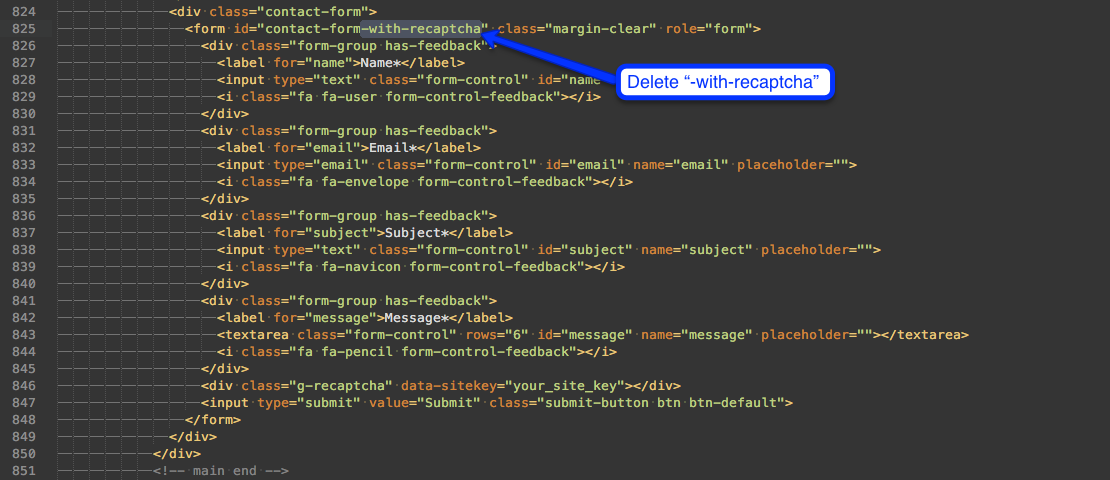 824 <div class="contact-form">
825 <form id="contact-form-with-recaptcha" class="margin-clear" role="form">
826 <div class="form-group has-feedback">
827 <label for="name">Name*</label>
828 <input type="text" class="form-control" id="name
Delete “-with-recaptcha”
829 <i class="fa fa-user form-control-feedback"></i>
830 </div>
831 <div class="form-group has-feedback">
832 <label for="email">Email*</label>
833 <input type="email" class="form-control" id="email" name="email" placeholder="">
834 <i class="fa fa-envelope form-control-feedback"></i>
835 </div>
836 <div class="form-group has-feedback">
837 <label for="subject">Subject*</label>
838 <input type="text" class="form-control" id="subject" name="subject" placeholder="">
839 <i class="fa fa-navicon form-control-feedback"></i>
840 </div>
841 <div class="form-group has-feedback">
842 <label for="message">Message*</label>
843 <textarea class="form-control" rows="6" id="message" name="message" placeholder=""></textarea>
844 <i class="fa fa-pencil form-control-feedback"></i>
845 </div>
846 <div class="g-recaptcha" data-sitekey="your_site_key"></div>
847 <input type="submit" value="Submit" class="submit-button btn btn-default">
848 </form>
849 </div>
850 </div>
851 <!-- main end -->